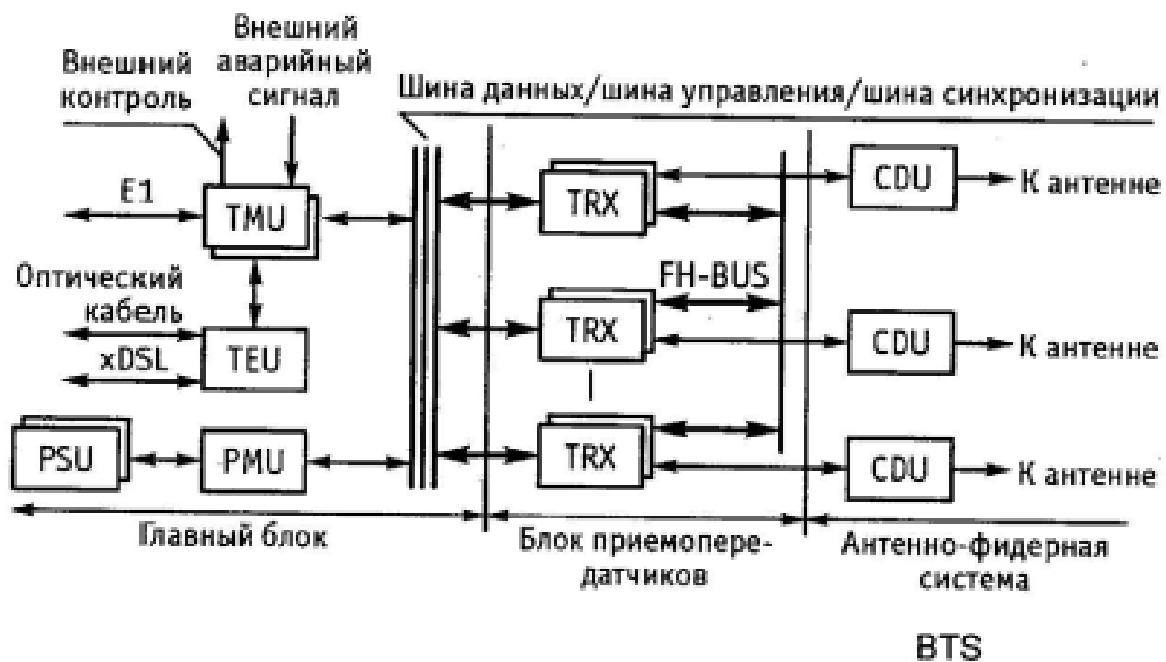 Внешний
контроль
Внешний
аварийный
сигнал
Шина данных/шина управления/шина синхронизации
E1
TMU
TRX
CDU
К антенне
Оптический
кабель
xDSL
TEU
FH-BUS
TRX
CDU
К антенне
PSU
PMU
TRX
CDU
К антенне
Главный блок
Блок приемопере-
датчиков
Антенно-фидерная
система
BTS